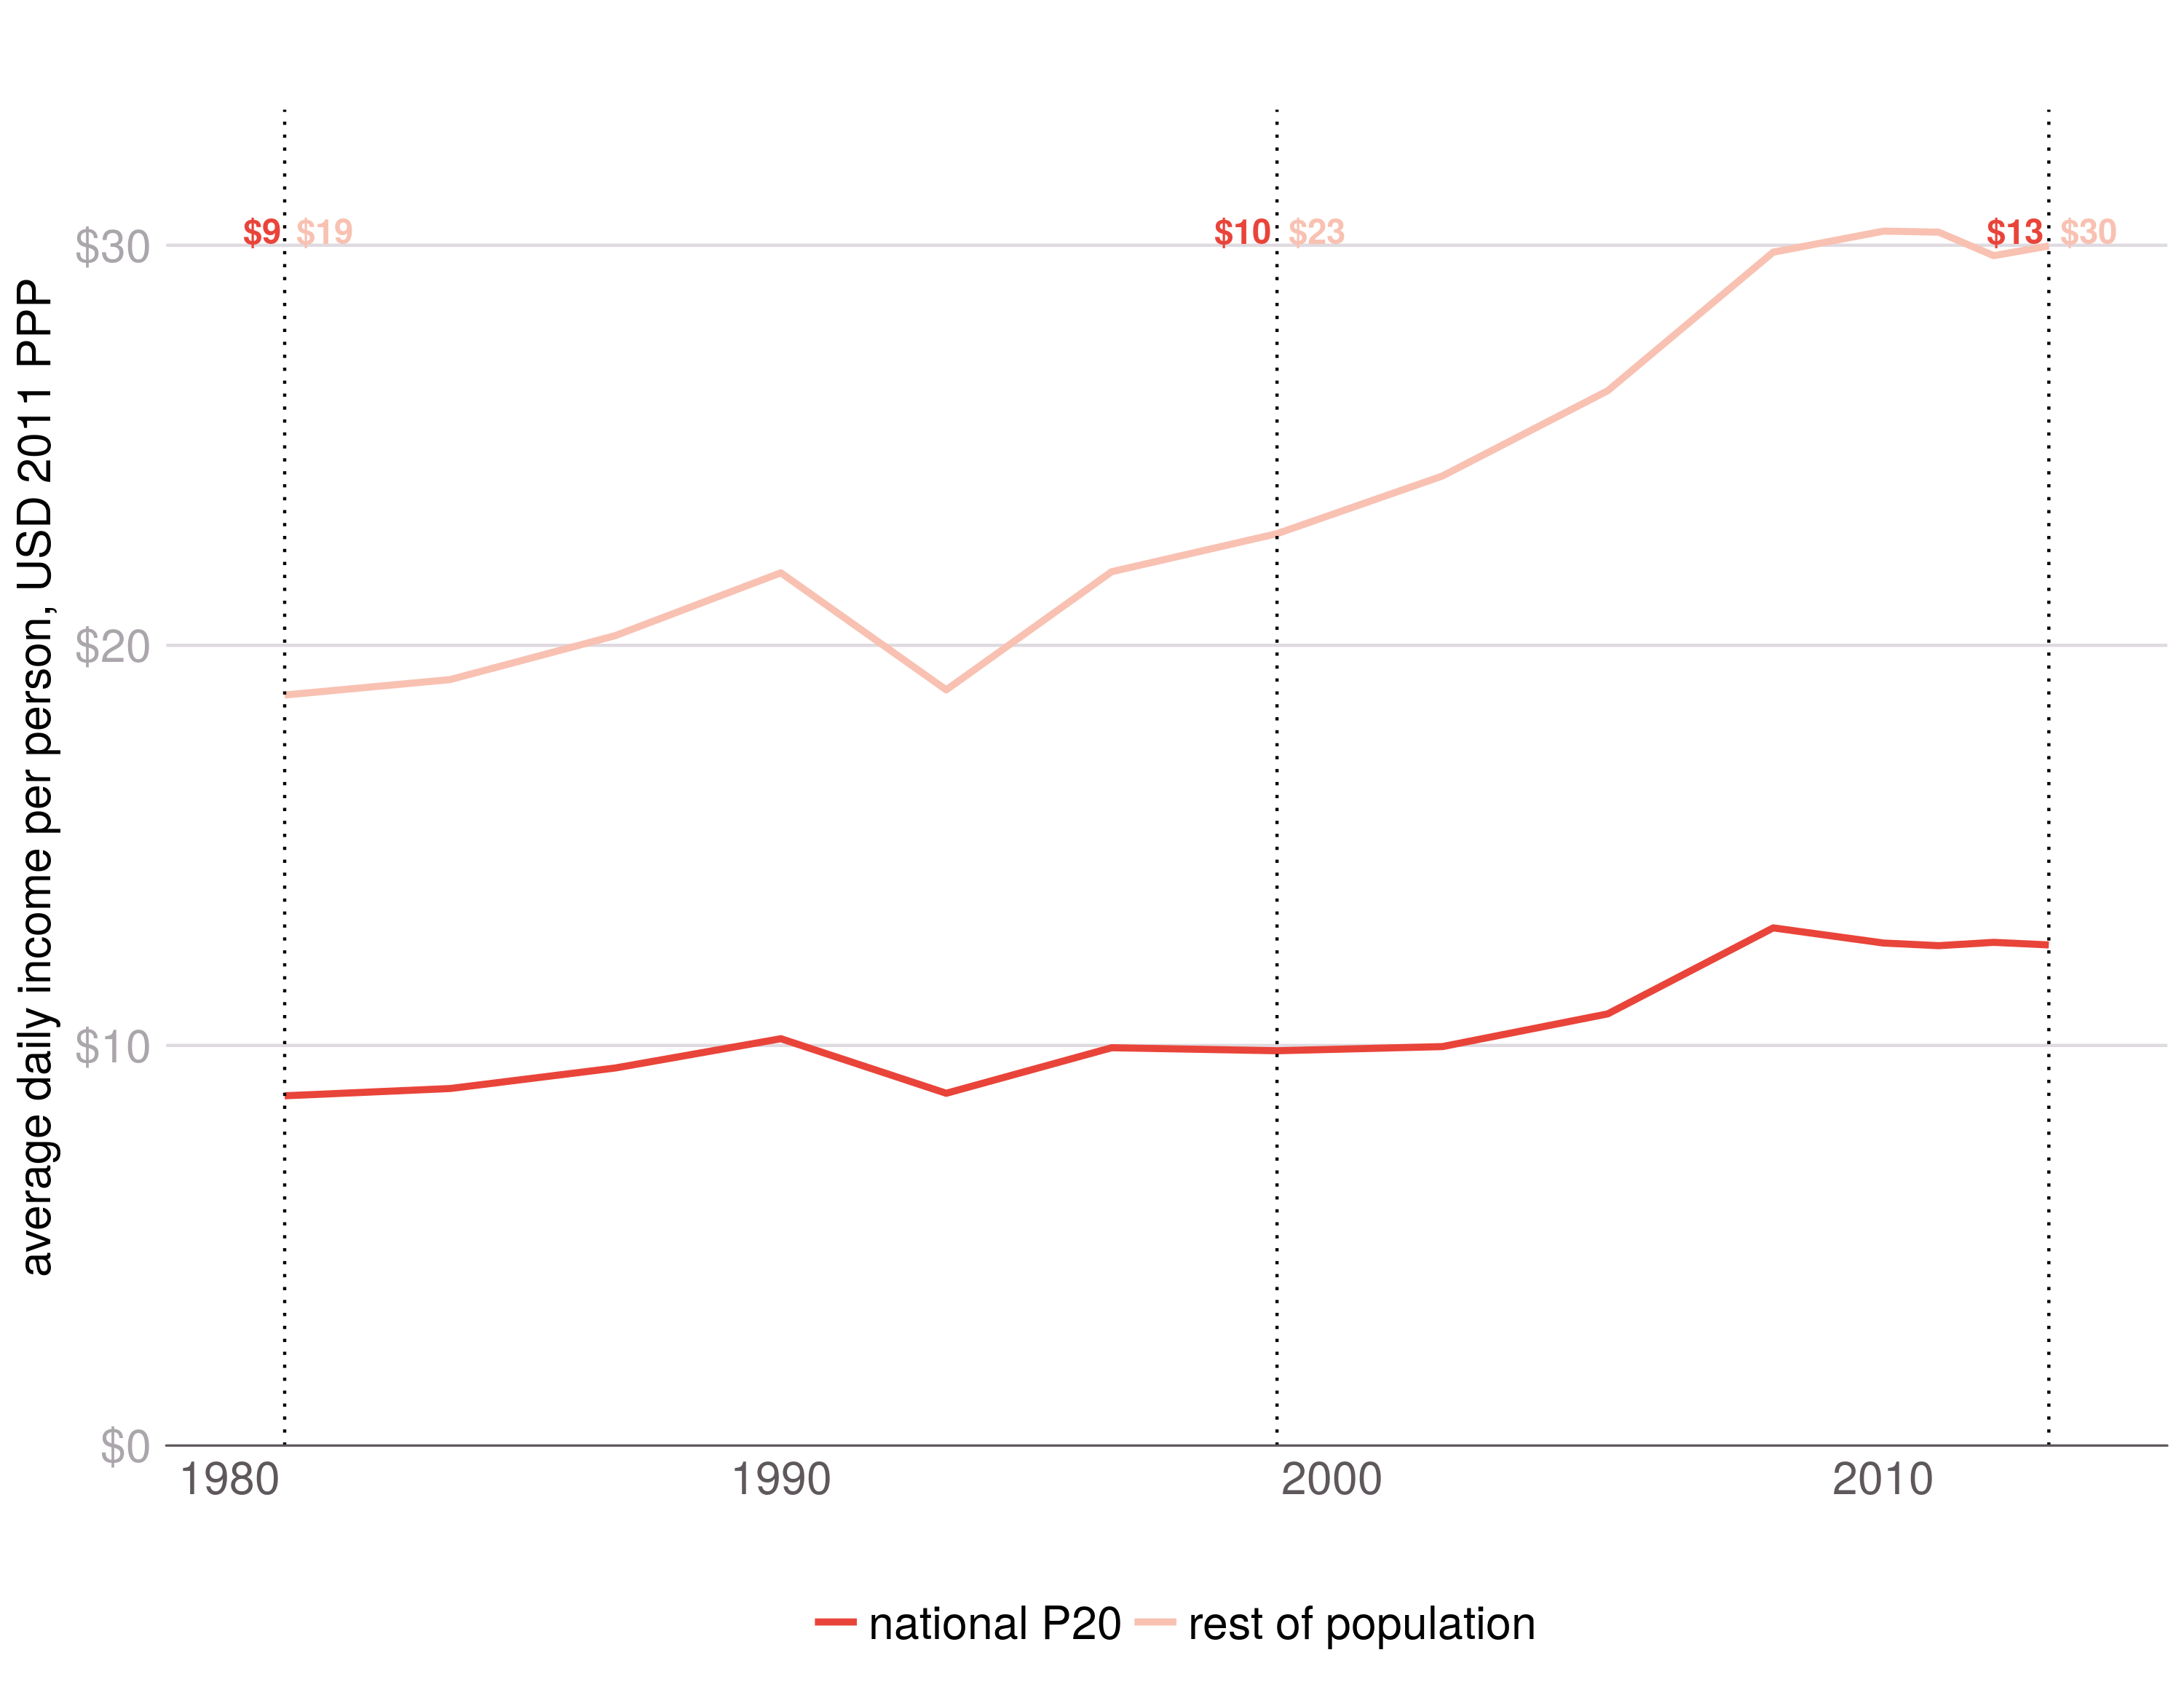 average daily income per person, USD 2011 PPP
$30
$20
$10
$0
$9 $19
$10 $23
$13 $30
1980 1990 2000 2010
national P20 rest of population